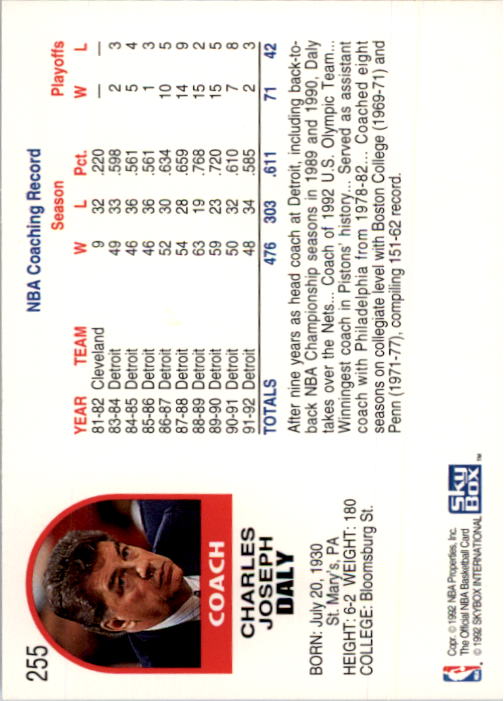 255
COACH
CHARLES
JOSEPH
DALY
BORN: July 20, 1930
St. Mary's, PA
HEIGHT: 6-2 WEIGHT: 180
COLLEGE: Bloomsburg St.
NBA Coaching Record
Season Playoffs
YEAR TEAM W L Pct. W L
81-82 Cleveland 9 32 .220 — —
83-84 Detroit 49 33 .598 2 3
84-85 Detroit 46 36 .561 5 4
85-86 Detroit 46 36 .561 1 3
86-87 Detroit 52 30 .634 10 5
87-88 Detroit 54 28 .659 14 9
88-89 Detroit 63 19 .768 15 2
89-90 Detroit 59 23 .720 15 5
90-91 Detroit 50 32 .610 7 8
91-92 Detroit 48 34 .585 2 3
TOTALS 476 303 .611 71 42
After nine years as head coach at Detroit, including back-to-
back NBA Championship seasons in 1989 and 1990, Daly
takes over the Nets... Coach of 1992 U.S. Olympic Team...
Winningest coach in Pistons' history... Served as assistant
coach with Philadelphia from 1978-82... Coached eight
seasons on collegiate level with Boston College (1969-71) and
Penn (1971-77), compiling 151-62 record.
Copr. © 1992 NBA Properties, Inc.
The Official NBA Basketball Card
© 1992 SKYBOX INTERNATIONAL
SkyBox